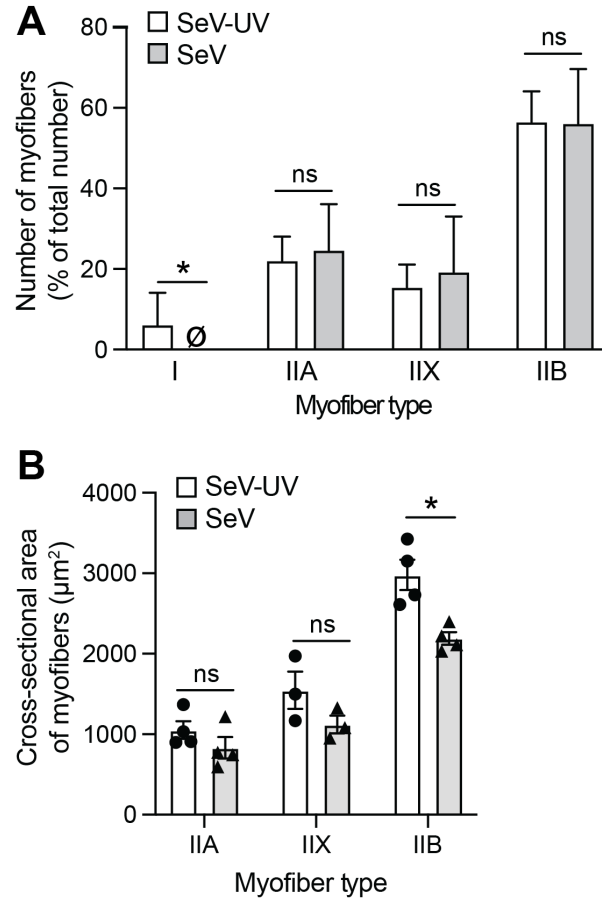 A
SeV-UV
SeV
Number of myofibers
(% of total number)
80
60
40
20
0
*
Ø
ns
ns
ns
I
IIA
IIX
IIB
Myofiber type
B
SeV-UV
SeV
Cross-sectional area
of myofibers (µm²)
4000
3000
2000
1000
0
ns
ns
*
IIA
IIX
IIB
Myofiber type